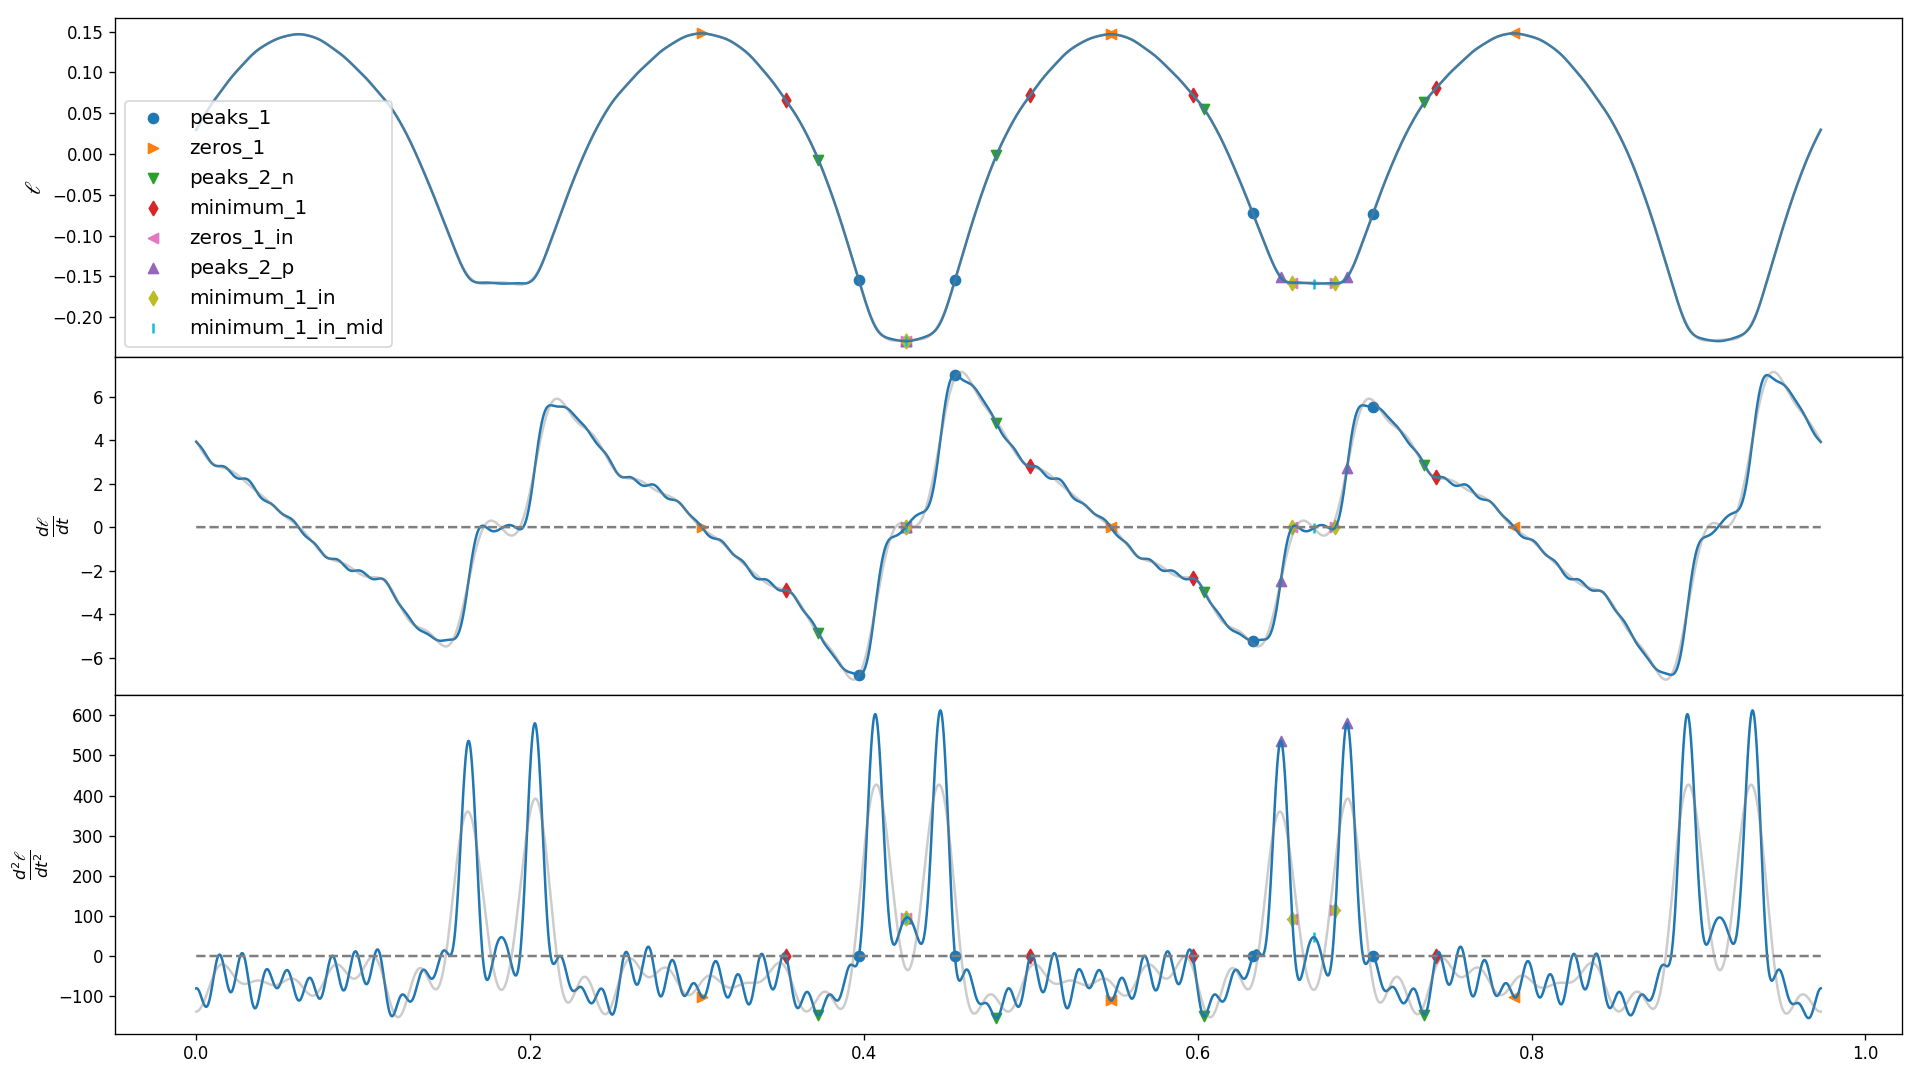 0.15
0.10
0.05
0.00
−0.05
−0.10
−0.15
−0.20
ℓ
peaks_1
zeros_1
peaks_2_n
minimum_1
zeros_1_in
peaks_2_p
minimum_1_in
minimum_1_in_mid
6
4
2
0
−2
−4
−6
dℓ
dt
600
500
400
300
200
100
0
−100
d²ℓ
dt²
0.0 0.2 0.4 0.6 0.8 1.0